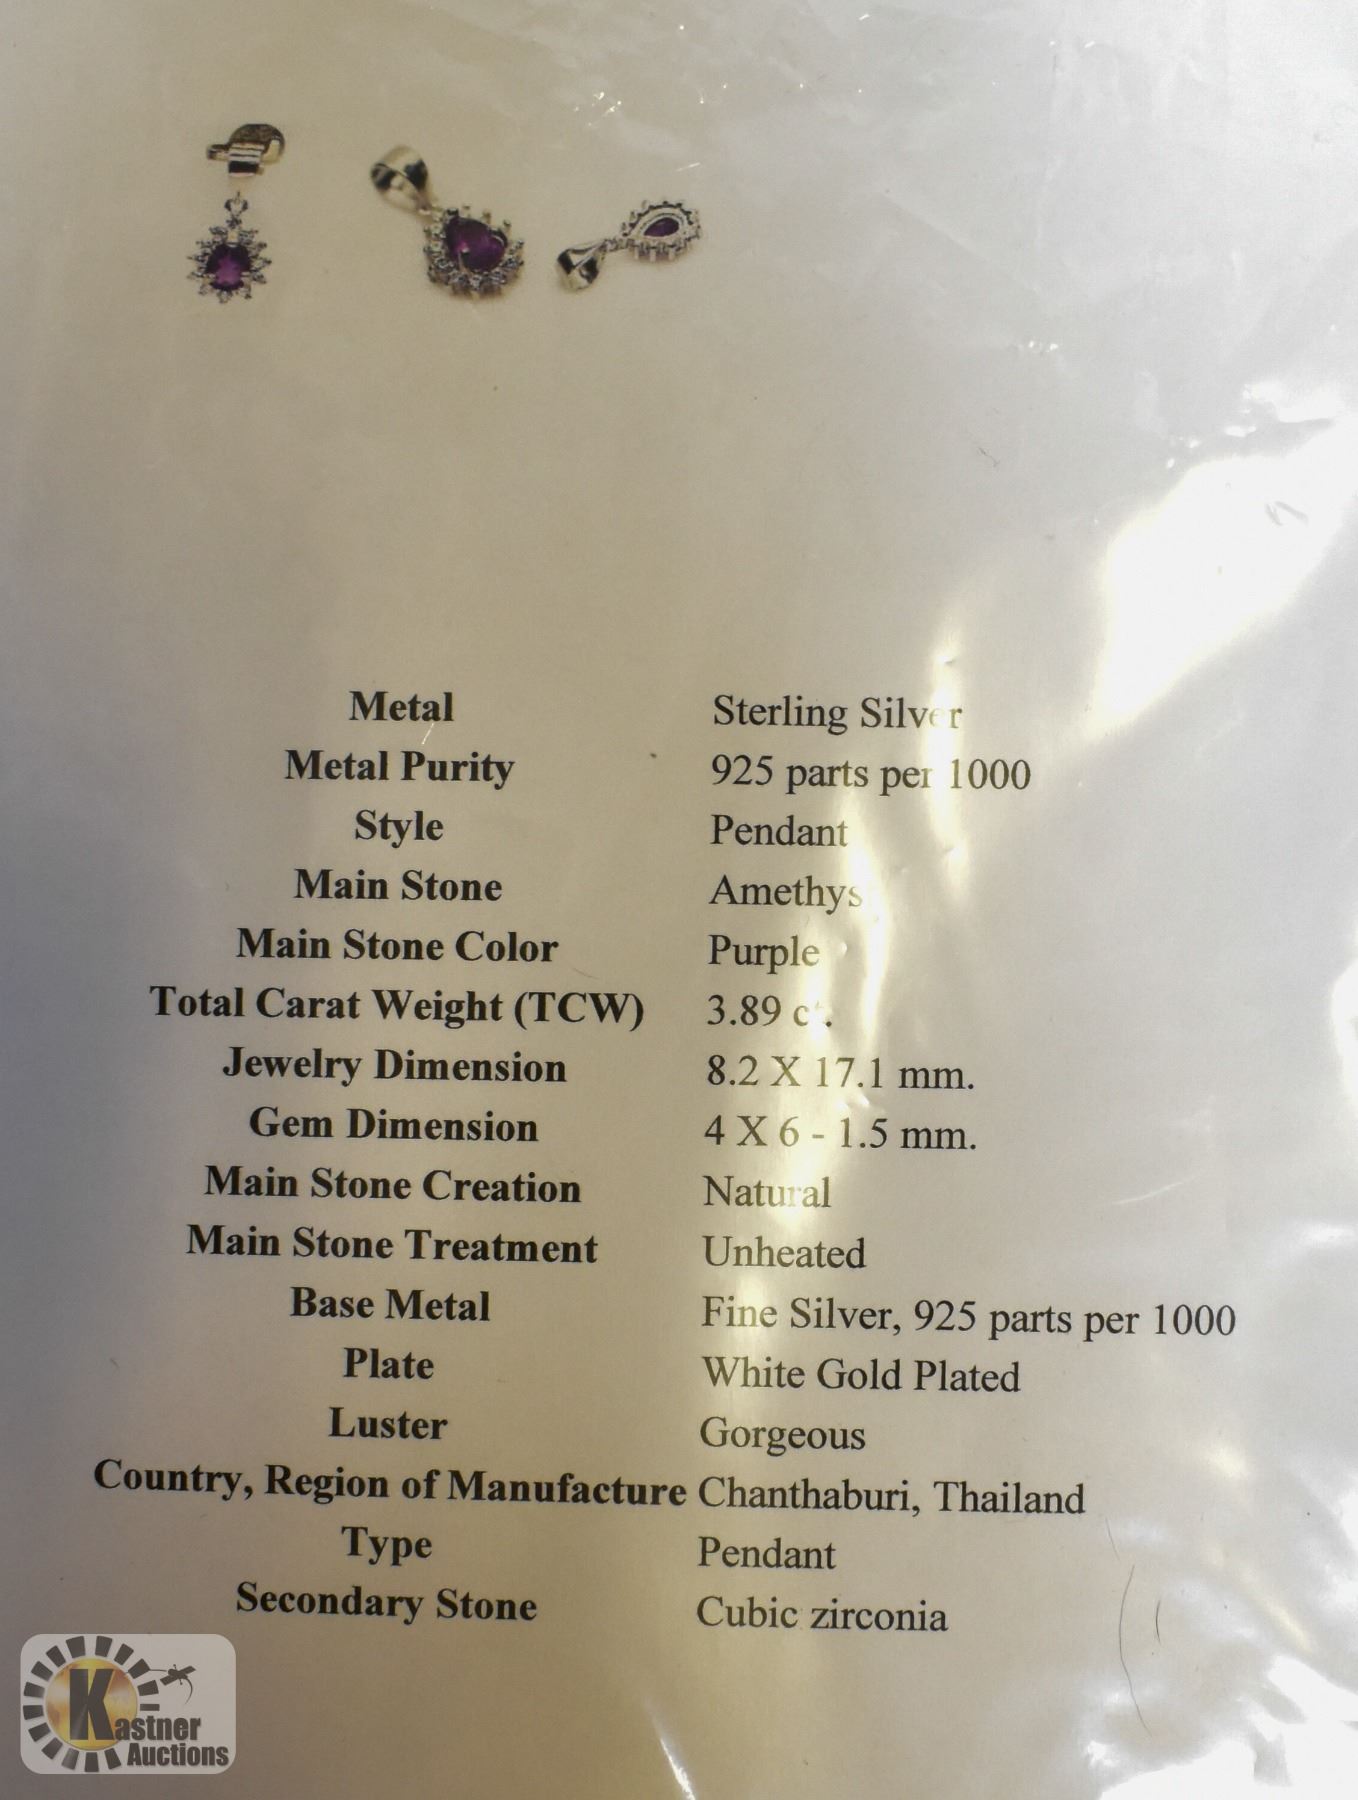 Metal Sterling Silver
Metal Purity 925 parts per 1000
Style Pendant
Main Stone Amethys
Main Stone Color Purple
Total Carat Weight (TCW) 3.89 ct.
Jewelry Dimension 8.2 X 17.1 mm.
Gem Dimension 4 X 6 - 1.5 mm.
Main Stone Creation Natural
Main Stone Treatment Unheated
Base Metal Fine Silver, 925 parts per 1000
Plate White Gold Plated
Luster Gorgeous
Country, Region of Manufacture Chanthaburi, Thailand
Type Pendant
Secondary Stone Cubic zirconia
Kastner
Auctions